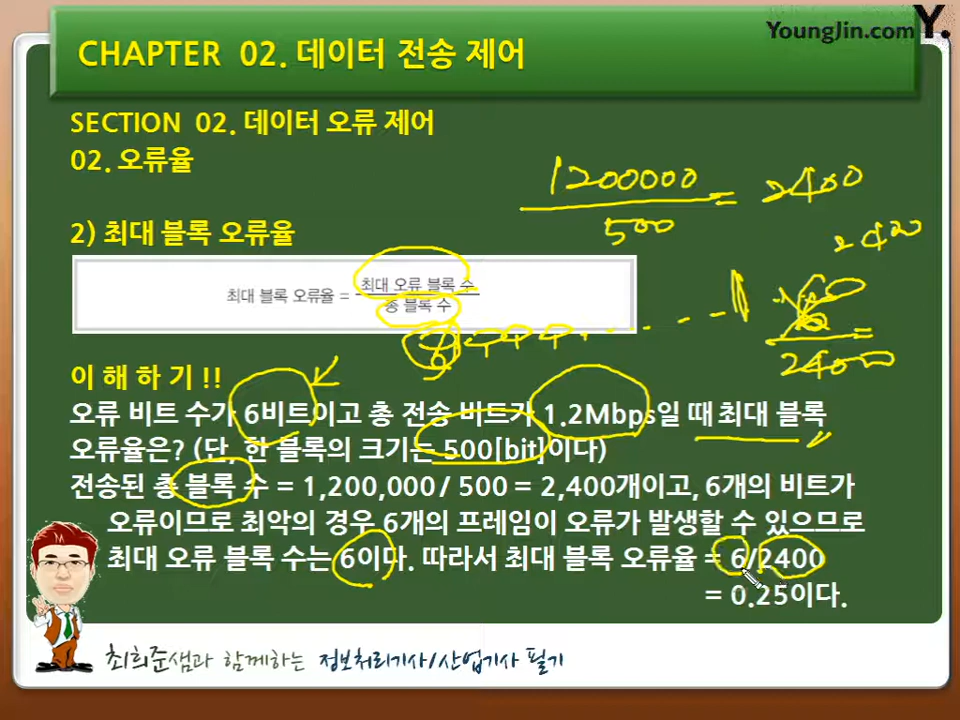 YoungJin.com Y.
CHAPTER 02. 데이터 전송 제어
SECTION 02. 데이터 오류 제어
02. 오류율
1200000
500
= 2400
2400
2) 최대 블록 오류율
최대 블록 오류율 = 최대 오류 블록 수
총 블록 수
2400
이 해 하 기 !!
오류 비트 수가 6비트이고 총 전송 비트가 1.2Mbps일 때 최대 블록
오류율은? (단, 한 블록의 크기는 500[bit]이다)
전송된 총 블록 수 = 1,200,000 / 500 = 2,400개이고, 6개의 비트가
오류이므로 최악의 경우 6개의 프레임이 오류가 발생할 수 있으므로
최대 오류 블록 수는 6이다. 따라서 최대 블록 오류율 = 6/2400
= 0.25이다.
최희준샘과 함께하는 정보처리기사/산업기사 필기